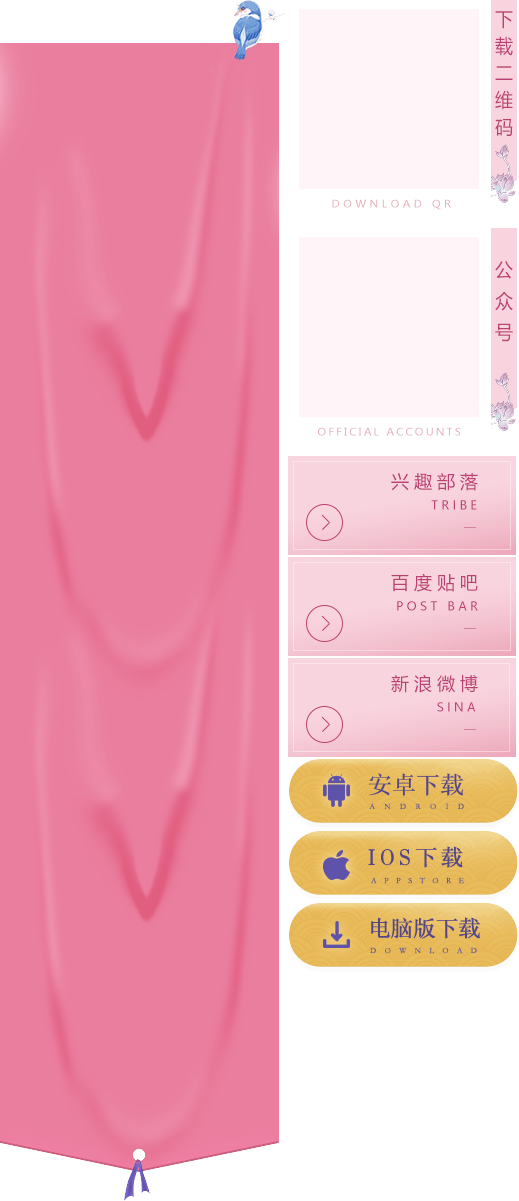 下载二维码
DOWNLOAD QR
公众号
OFFICIAL ACCOUNTS
兴趣部落
TRIBE
百度贴吧
POST BAR
新浪微博
SINA
安卓下载
ANDROID
IOS下载
APPSTORE
电脑版下载
DOWNLOAD